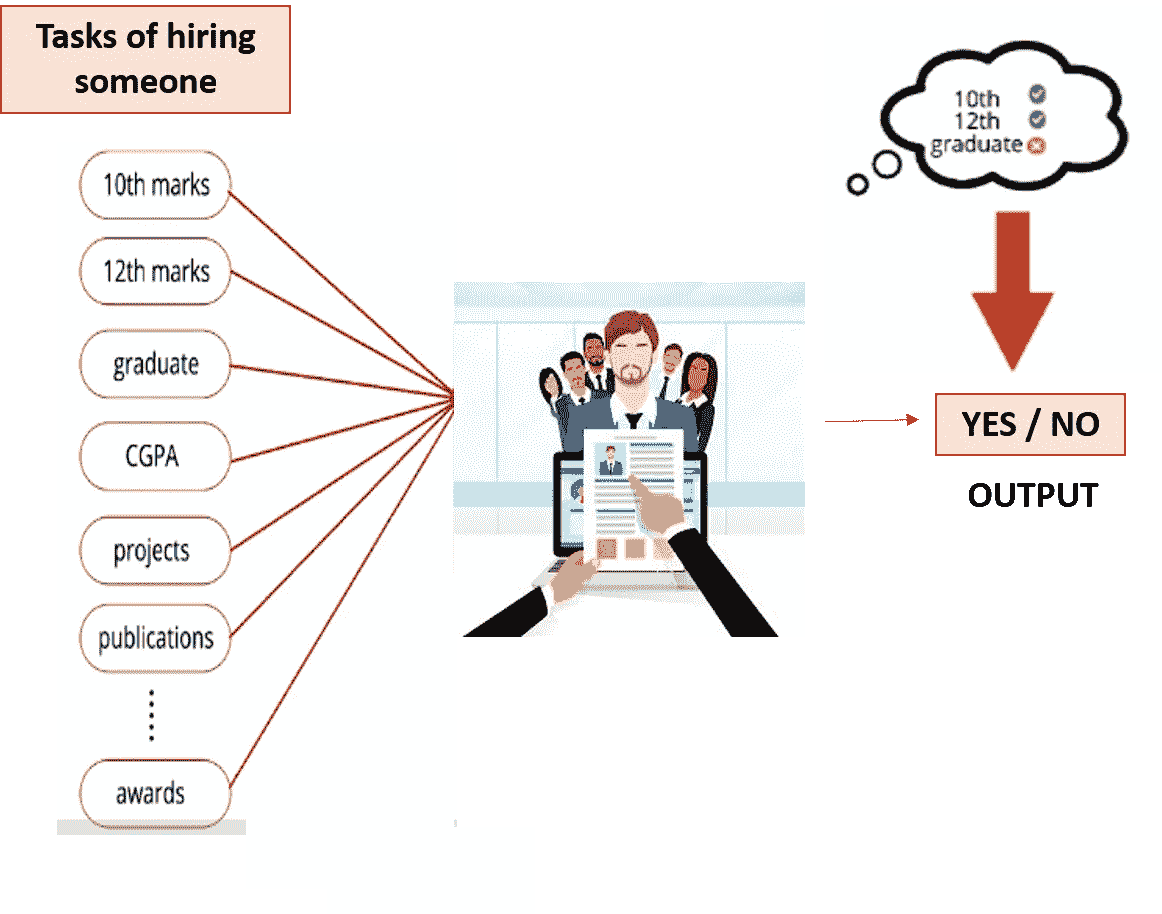 Tasks of hiring
someone
10th marks
12th marks
graduate
CGPA
projects
publications
awards
10th
12th
graduate
YES / NO
OUTPUT